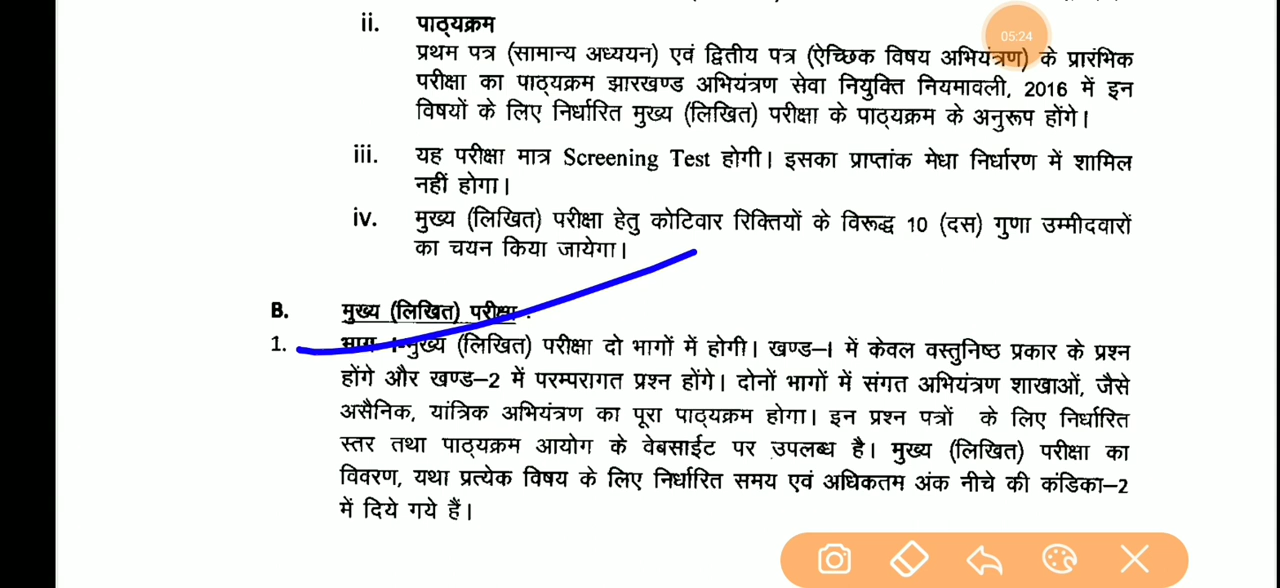 05:24
ii. पाठ्यक्रम
प्रथम पत्र (सामान्य अध्ययन) एवं द्वितीय पत्र (ऐच्छिक विषय अभियंत्रण) के प्रारंभिक
परीक्षा का पाठ्यक्रम झारखण्ड अभियंत्रण सेवा नियुक्ति नियमावली, 2016 में इन
विषयों के लिए निर्धारित मुख्य (लिखित) परीक्षा के पाठ्यक्रम के अनुरूप होंगे।
iii. यह परीक्षा मात्र Screening Test होगी। इसका प्राप्तांक मेधा निर्धारण में शामिल
नहीं होगा।
iv. मुख्य (लिखित) परीक्षा हेतु कोटिवार रिक्तियों के विरूद्ध 10 (दस) गुणा उम्मीदवारों
का चयन किया जायेगा।
B. मुख्य (लिखित) परीक्षा :
1. भाग -I-मुख्य (लिखित) परीक्षा दो भागों में होगी। खण्ड–I में केवल वस्तुनिष्ठ प्रकार के प्रश्न
होंगे और खण्ड–2 में परम्परागत प्रश्न होंगे। दोनों भागों में संगत अभियंत्रण शाखाओं, जैसे
असैनिक, यांत्रिक अभियंत्रण का पूरा पाठ्यक्रम होगा। इन प्रश्न पत्रों के लिए निर्धारित
स्तर तथा पाठ्यक्रम आयोग के वेबसाईट पर उपलब्ध है। मुख्य (लिखित) परीक्षा का
विवरण, यथा प्रत्येक विषय के लिए निर्धारित समय एवं अधिकतम अंक नीचे की कंडिका–2
में दिये गये हैं।